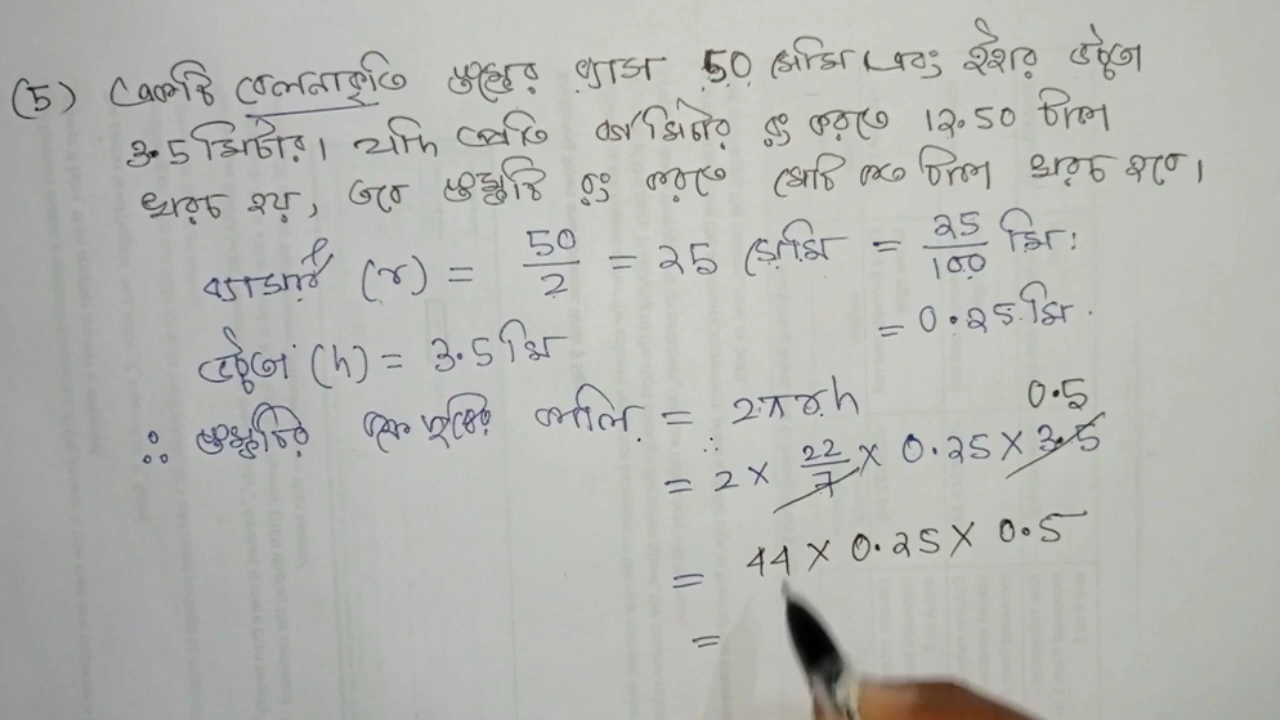 (5) একটি বেলনাকৃতি স্তম্ভের ব্যাস 50 সেমি এবং ইহার উচ্চতা
3.5 মিটার। যদি প্রতি বর্গমিটার রং করতে 12.50 টাকা
খরচ হয়, তবে স্তম্ভটি রং করতে মোট কত টাকা খরচ হবে।
ব্যাসার্ধ (r) = 50/2 = 25 সেমি = 25/100 মি.
= 0.25 মি.
উচ্চতা (h) = 3.5 মি
∴ স্তম্ভটির বক্রপৃষ্ঠের কালি = 2πrh
0.5
= 2 × 22/7 × 0.25 × 3.5
= 44 × 0.25 × 0.5
=